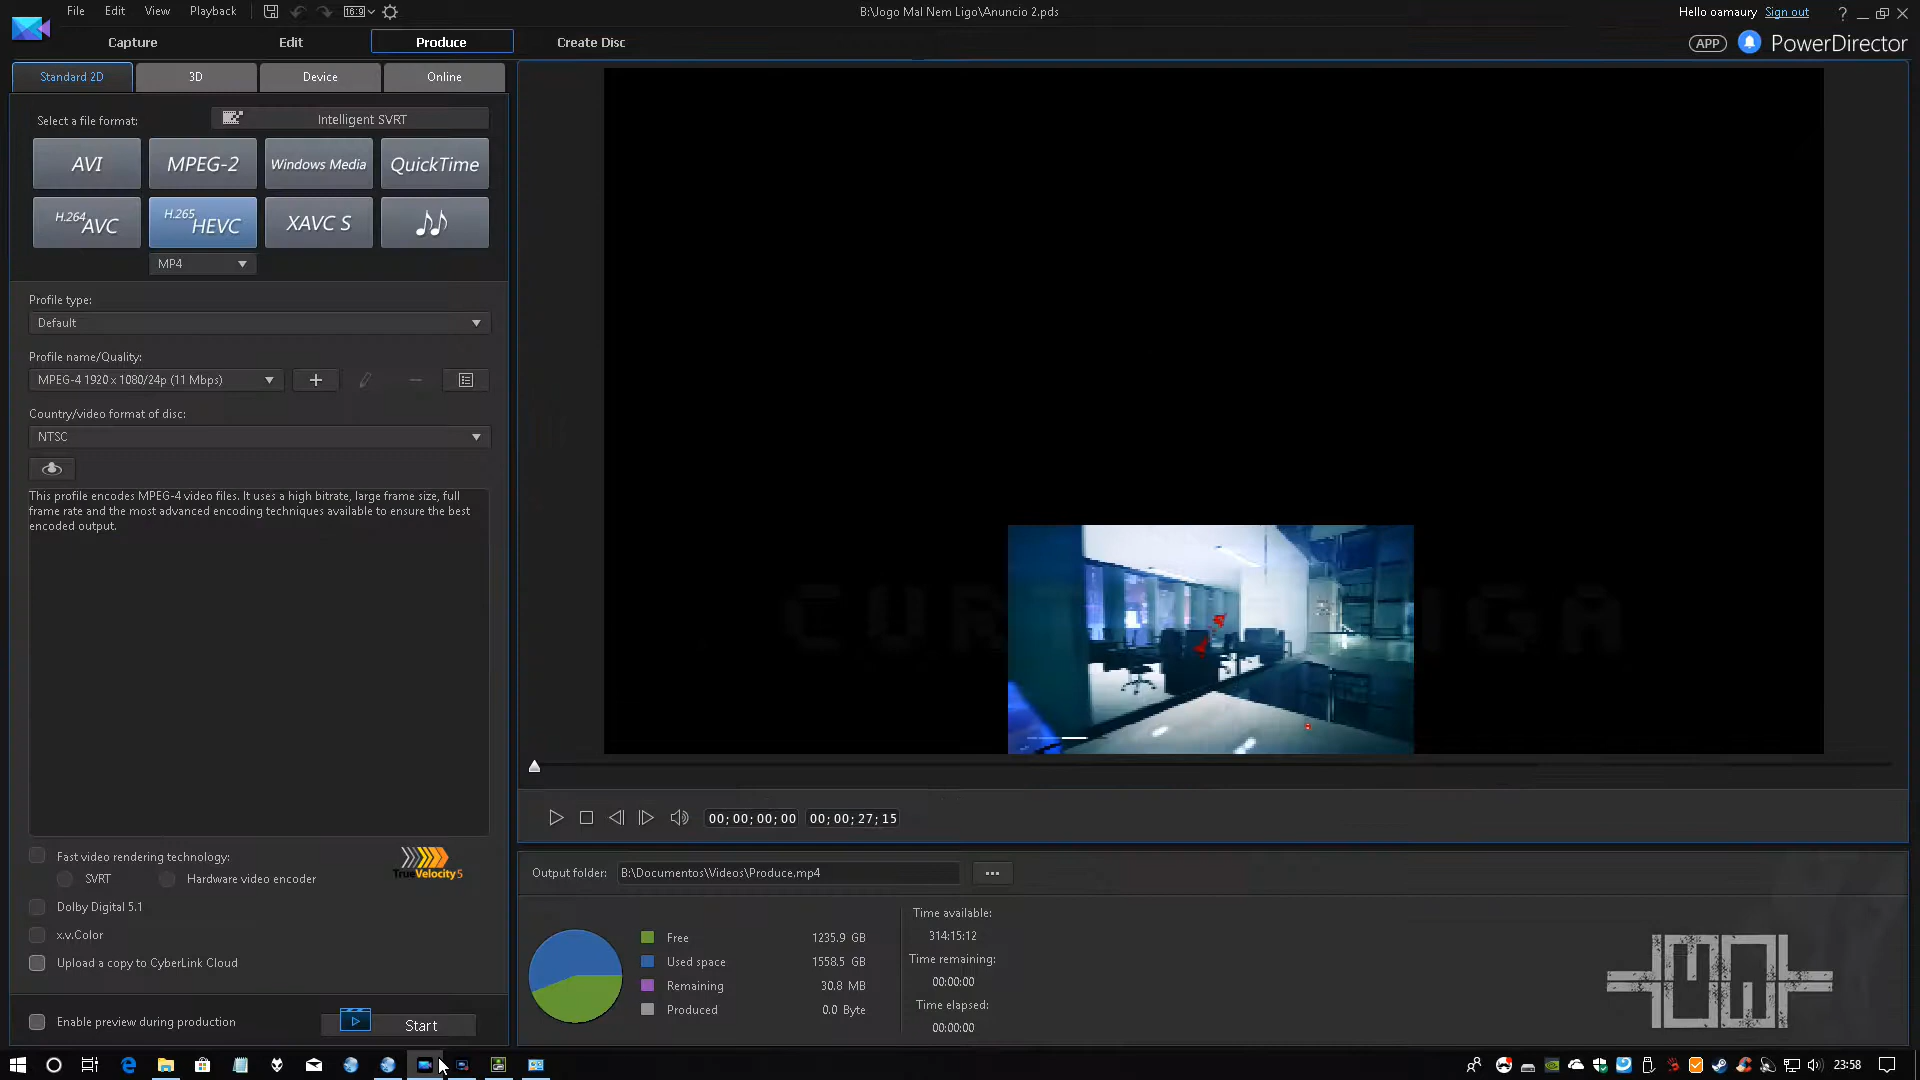 File Edit View Playback 16:9 B:\Jogo Mal Nem Ligo\Anuncio 2.pds Hello oamaury Sign out ?
Capture Edit Produce Create Disc APP PowerDirector
Standard 2D 3D Device Online
Select a file format: Intelligent SVRT
AVI MPEG-2 Windows Media QuickTime
H.264 AVC H.265 HEVC XAVC S
MP4
Profile type:
Default
Profile name/Quality:
MPEG-4 1920 x 1080/24p (11 Mbps)
Country/video format of disc:
NTSC
This profile encodes MPEG-4 video files. It uses a high bitrate, large frame size, full
frame rate and the most advanced encoding techniques available to ensure the best
encoded output.
Fast video rendering technology:
SVRT Hardware video encoder
TrueVelocity 5
Dolby Digital 5.1
x.v.Color
Upload a copy to CyberLink Cloud
Enable preview during production
Start
00; 00; 00; 00 00; 00; 27; 15
Output folder: B:\Documentos\Videos\Produce.mp4 ...
Free 1235.9 GB
Used space 1558.5 GB
Remaining 30.8 MB
Produced 0.0 Byte
Time available:
314:15:12
Time remaining:
00:00:00
Time elapsed:
00:00:00
23:58